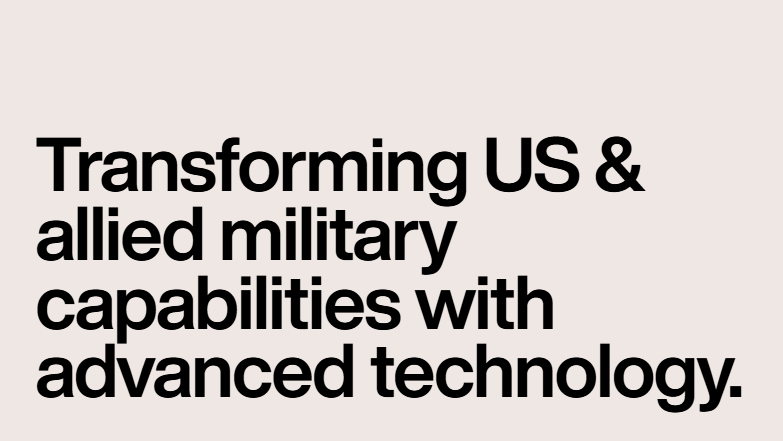 Transforming US &
allied military
capabilities with
advanced technology.